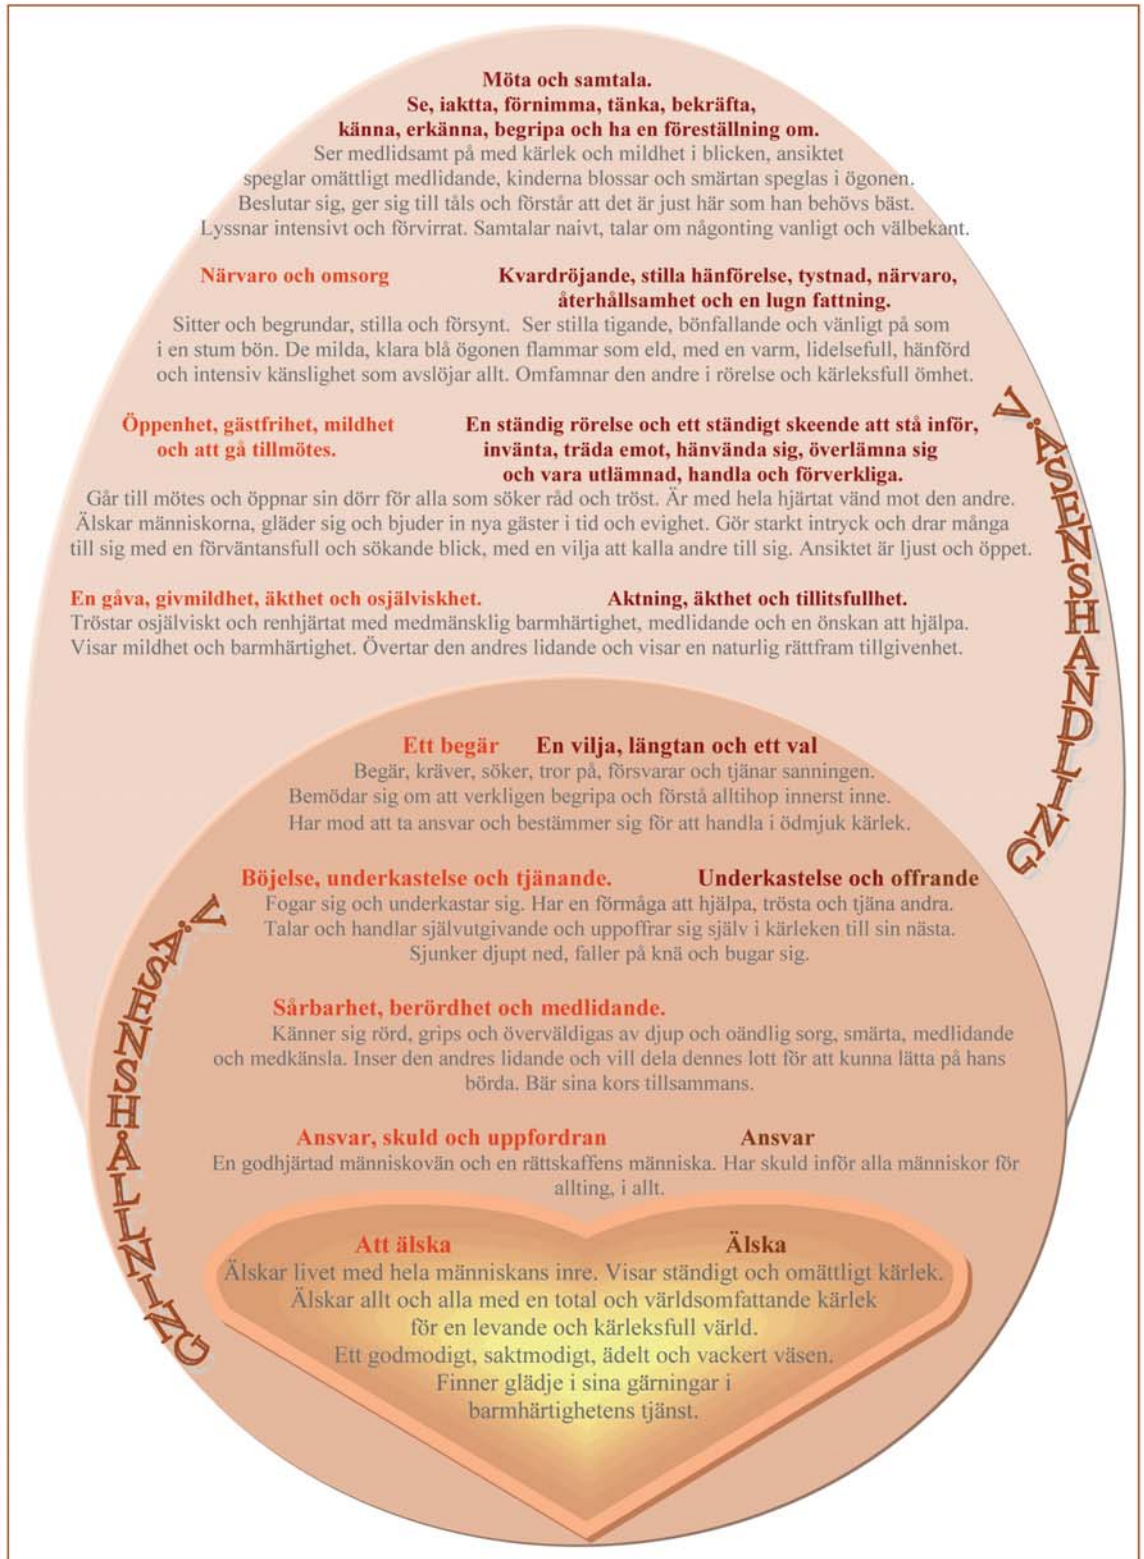 Möta och samtala.
Se, iaktta, förnimma, tänka, bekräfta,
känna, erkänna, begripa och ha en föreställning om.
Ser medlidsamt på med kärlek och mildhet i blicken, ansiktet
speglar omättligt medlidande, kinderna blossar och smärtan speglas i ögonen.
Beslutar sig, ger sig till tåls och förstår att det är just här som han behövs bäst.
Lyssnar intensivt och förvirrat. Samtalar naivt, talar om någonting vanligt och välbekant.
Närvaro och omsorg
Kvardröjande, stilla hänförelse, tystnad, närvaro,
återhållsamhet och en lugn fattning.
Sitter och begrundar, stilla och försynt. Ser stilla tigande, bönfallande och vänligt på som
i en stum bön. De milda, klara blå ögonen flammar som eld, med en varm, lidelsefull, hänförd
och intensiv känslighet som avslöjar allt. Omfamnar den andre i rörelse och kärleksfull ömhet.
Öppenhet, gästfrihet, mildhet
och att gå tillmötes.
En ständig rörelse och ett ständigt skeende att stå inför,
invänta, träda emot, hänvända sig, överlämna sig
och vara utlämnad, handla och förverkliga.
Går till mötes och öppnar sin dörr för alla som söker råd och tröst. Är med hela hjärtat vänd mot den andre.
Älskar människorna, gläder sig och bjuder in nya gäster i tid och evighet. Gör starkt intryck och drar många
till sig med en förväntansfull och sökande blick, med en vilja att kalla andre till sig. Ansiktet är ljust och öppet.
En gåva, givmildhet, äkthet och osjälviskhet.
Aktning, äkthet och tillitsfullhet.
Tröstar osjälviskt och renhjärtat med medmänsklig barmhärtighet, medlidande och en önskan att hjälpa.
Visar mildhet och barmhärtighet. Övertar den andres lidande och visar en naturlig rättfram tillgivenhet.
VÄSENSHANDLING
Ett begär En vilja, längtan och ett val
Begär, kräver, söker, tror på, försvarar och tjänar sanningen.
Bemödar sig om att verkligen begripa och förstå alltihop innerst inne.
Har mod att ta ansvar och bestämmer sig för att handla i ödmjuk kärlek.
Böjelse, underkastelse och tjänande.
Underkastelse och offrande
Fogar sig och underkastar sig. Har en förmåga att hjälpa, trösta och tjäna andra.
Talar och handlar självutgivande och uppoffrar sig själv i kärleken till sin nästa.
Sjunker djupt ned, faller på knä och bugar sig.
Sårbarhet, berördhet och medlidande.
Känner sig rörd, grips och överväldigas av djup och oändlig sorg, smärta, medlidande
och medkänsla. Inser den andres lidande och vill dela dennes lott för att kunna lätta på hans
börda. Bär sina kors tillsammans.
Ansvar, skuld och uppfordran
Ansvar
En godhjärtad människovän och en rättskaffens människa. Har skuld inför alla människor för
allting, i allt.
VÄSENSHÅLLNING
Att älska
Älska
Älskar livet med hela människans inre. Visar ständigt och omättligt kärlek.
Älskar allt och alla med en total och världsomfattande kärlek
för en levande och kärleksfull värld.
Ett godmodigt, saktmodigt, ädelt och vackert väsen.
Finner glädje i sina gärningar i
barmhärtighetens tjänst.